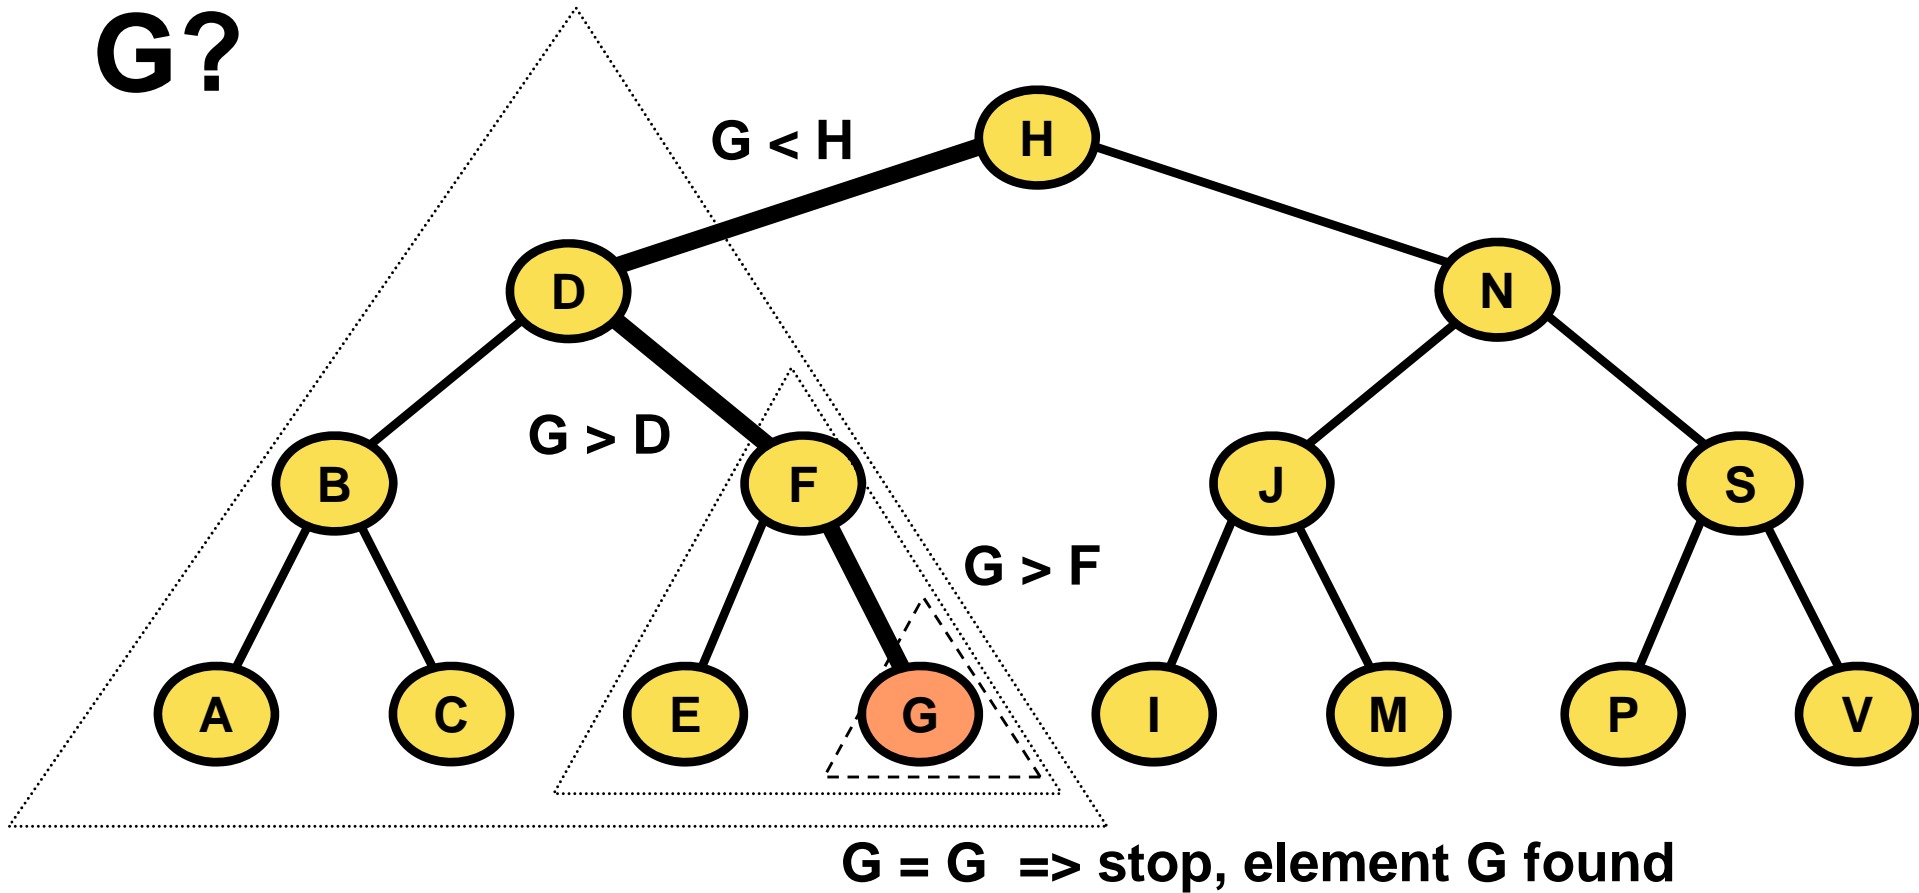 G?
G < H
H
D
N
G > D
B
F
J
S
G > F
A
C
E
G
I
M
P
V
G = G => stop, element G found